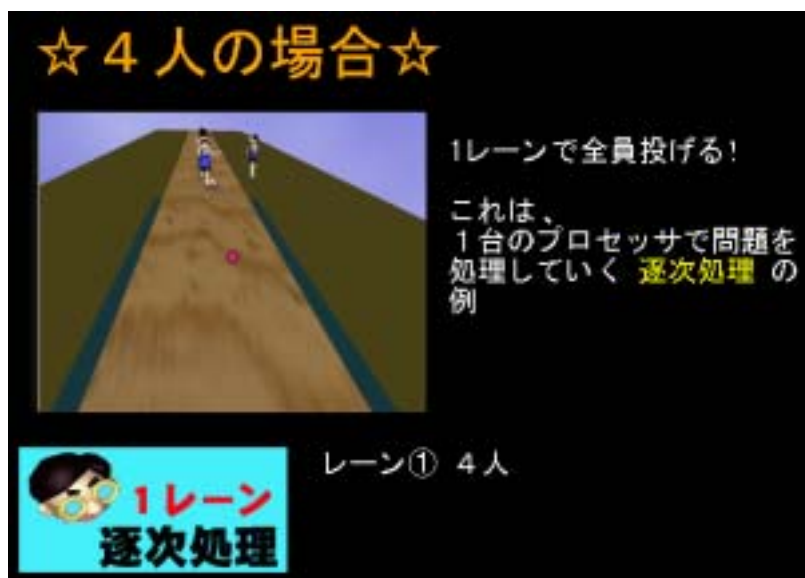 ☆４人の場合☆
1レーンで全員投げる!
これは、
１台のプロセッサで問題を
処理していく 逐次処理 の
例
レーン① ４人
１レーン
逐次処理